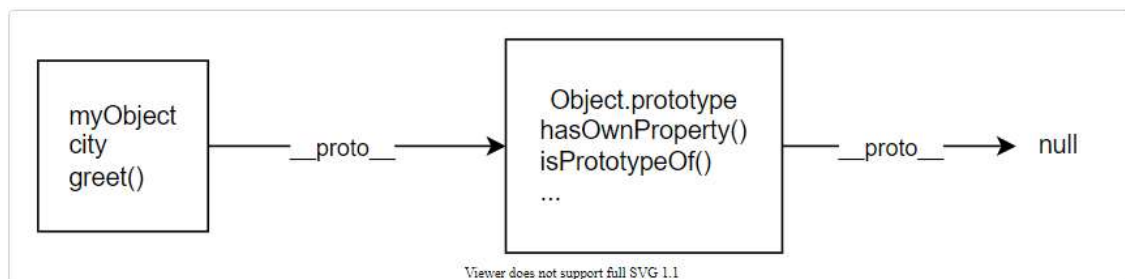 myObject
city
greet()
__proto__
Object.prototype
hasOwnProperty()
isPrototypeOf()
...
__proto__
null
Viewer does not support full SVG 1.1